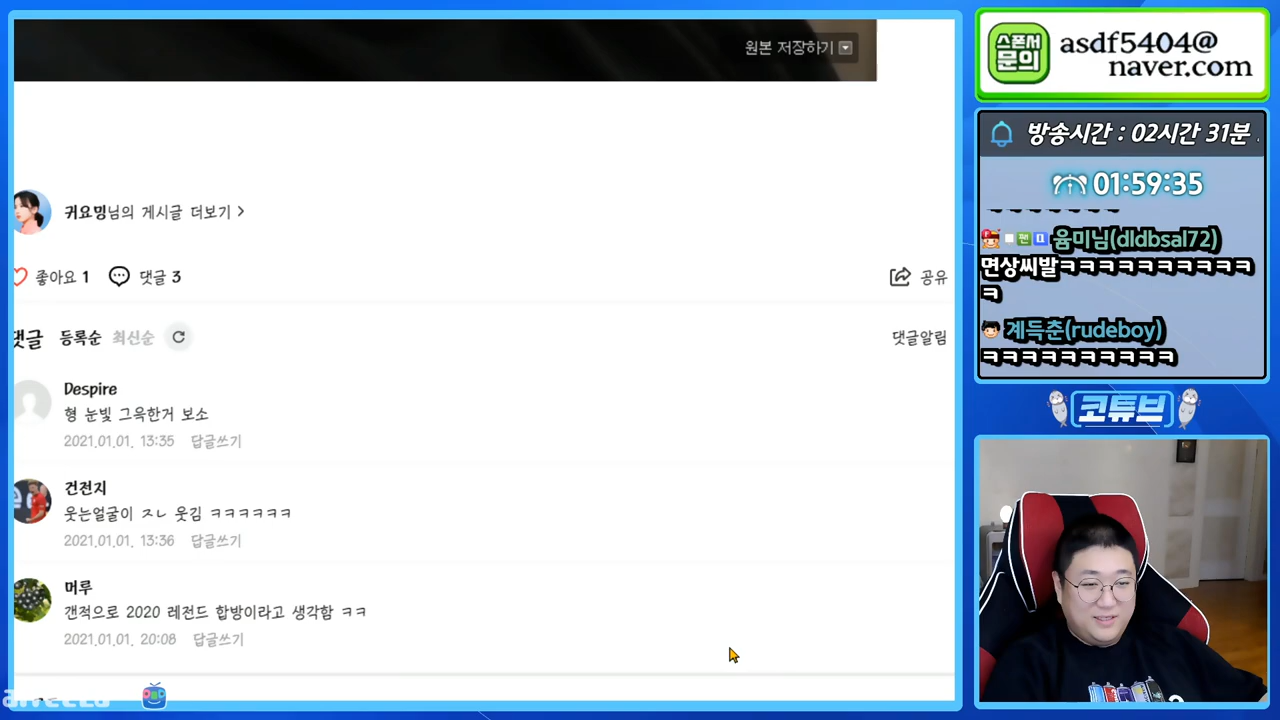 원본 저장하기
귀요밍님의 게시글 더보기 >
좋아요 1 댓글 3
공유
댓글 등록순 최신순
댓글알림
Despire
형 눈빛 그윽한거 보소
2021.01.01. 13:35 답글쓰기
건전지
웃는얼굴이 ㅈㄴ 웃김 ㅋㅋㅋㅋㅋㅋ
2021.01.01. 13:36 답글쓰기
머루
갠적으로 2020 레전드 합방이라고 생각함 ㅋㅋ
2021.01.01. 20:08 답글쓰기
스폰서
문의
asdf5404@
naver.com
방송시간 : 02시간 31분
01:59:35
팬
윰미님(dldbsal72)
면상씨발ㅋㅋㅋㅋㅋㅋㅋㅋㅋㅋ
ㅋ
계득춘(rudeboy)
ㅋㅋㅋㅋㅋㅋㅋㅋㅋㅋ
코튜브